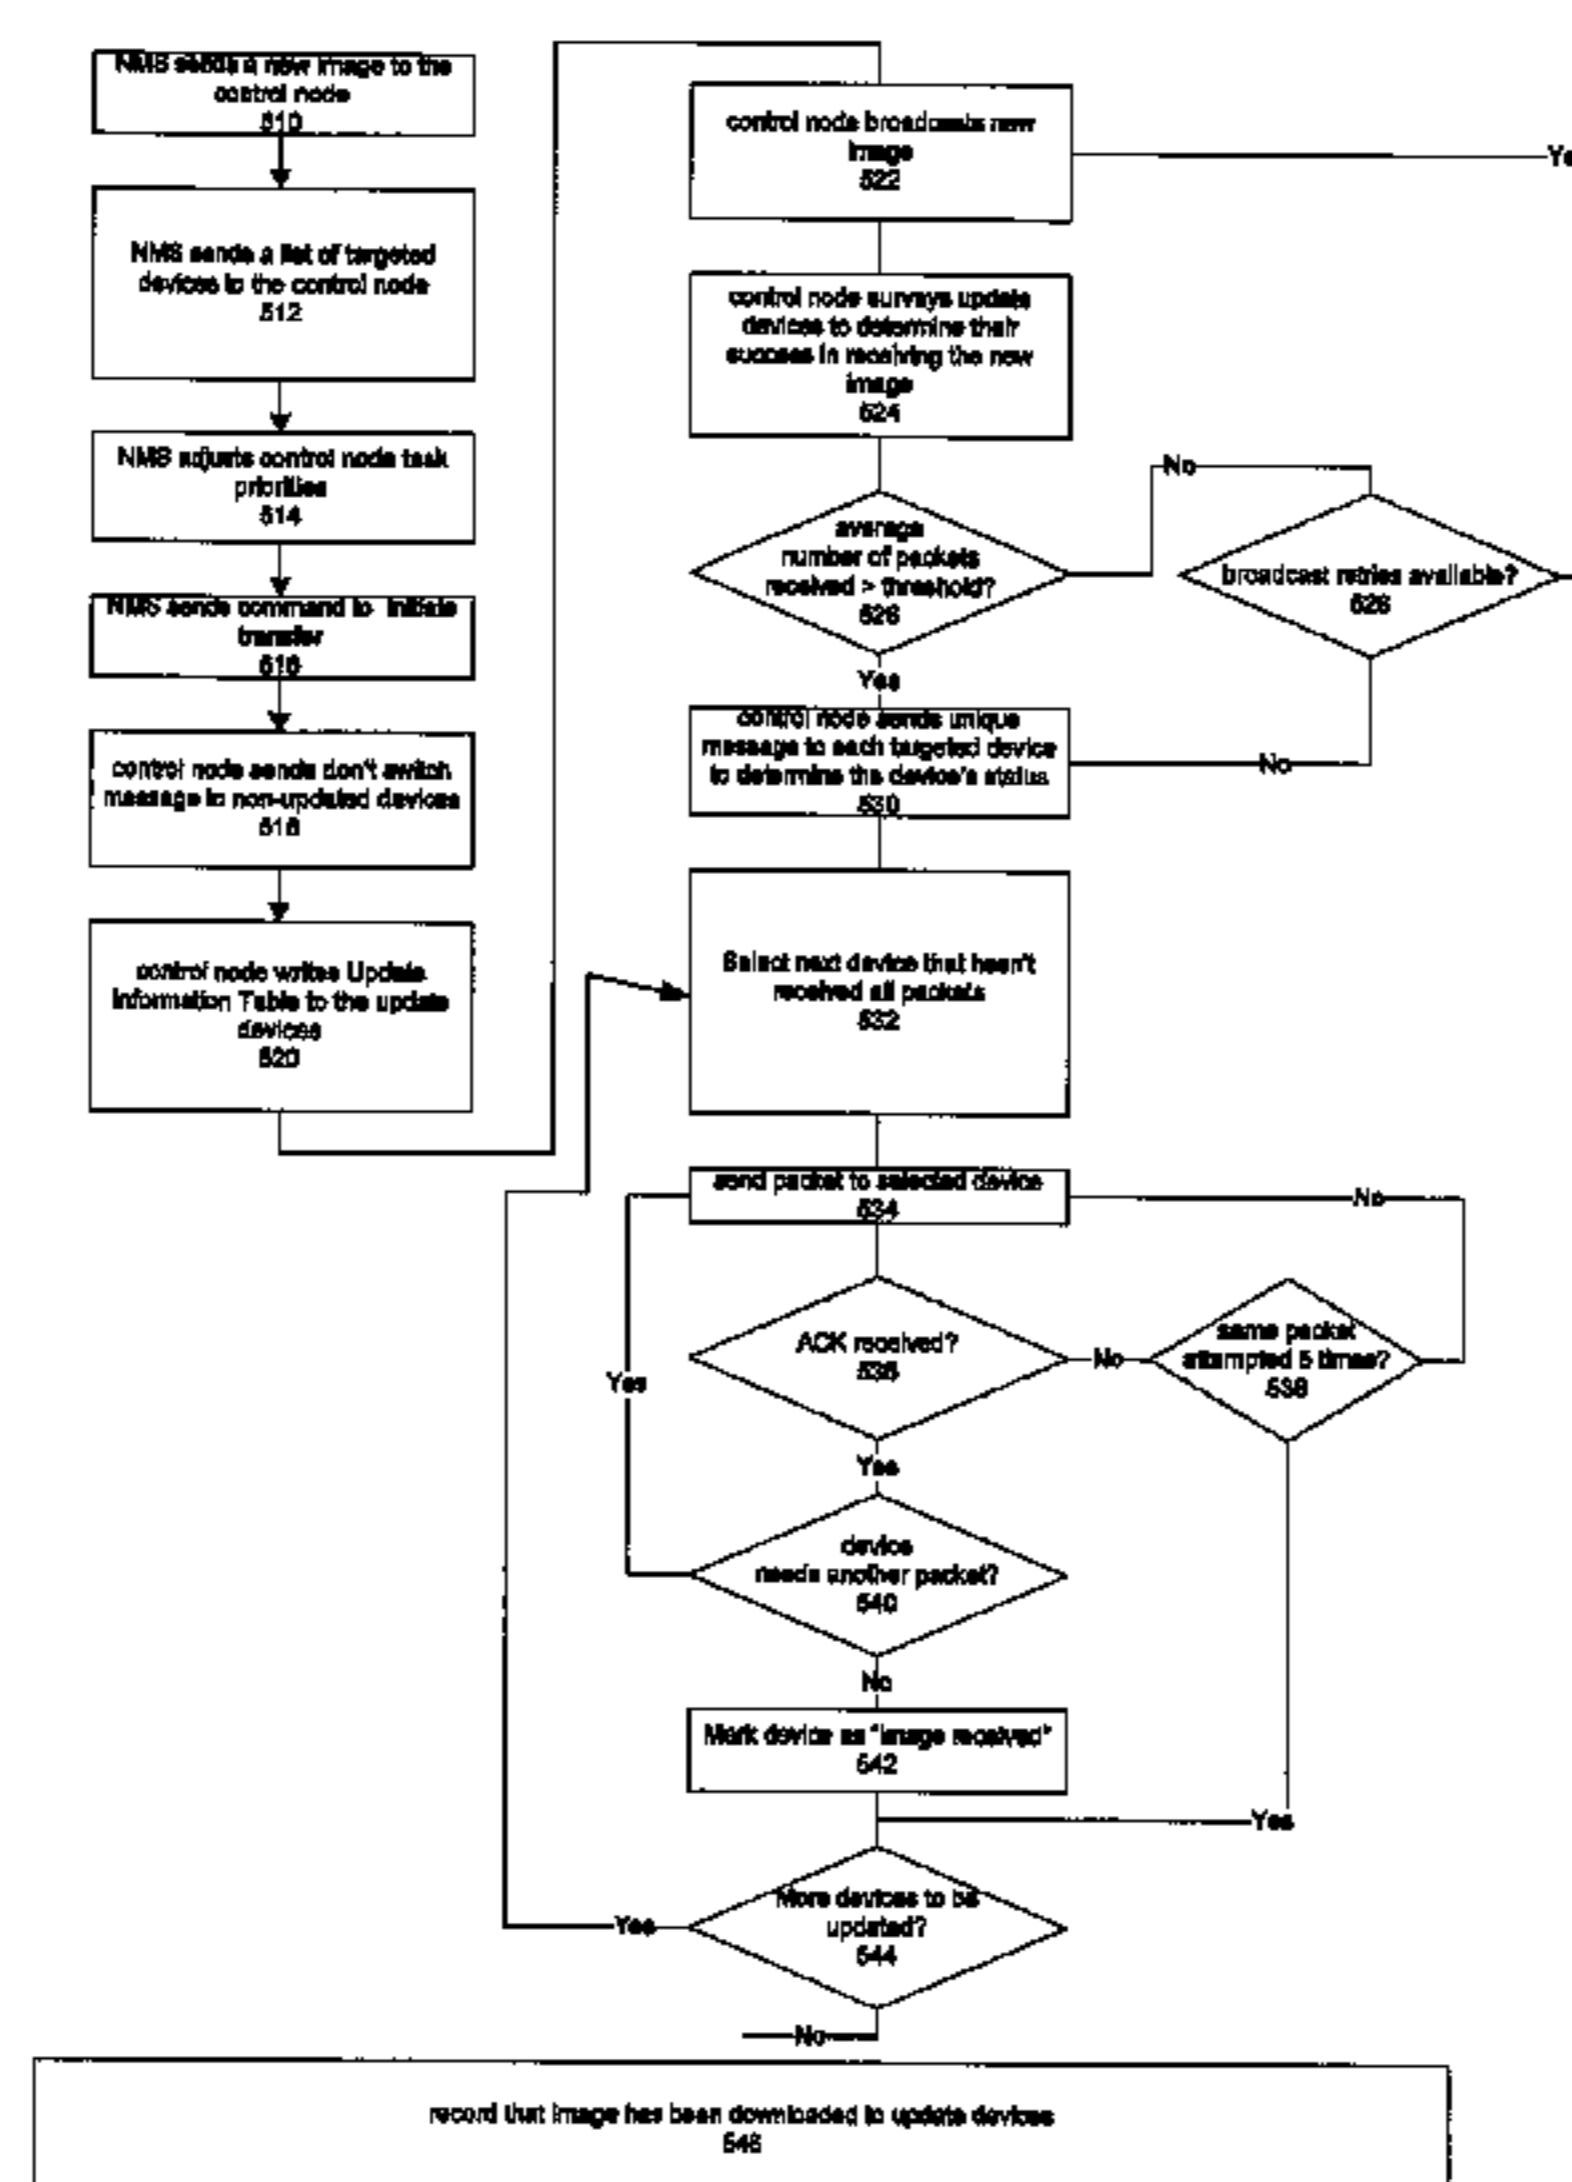 NMS sends a new image to the
control node
510
NMS sends a list of targeted
devices to the control node
512
NMS adjusts control node task
priorities
514
NMS sends command to initiate
transfer
516
control node sends don't switch
message to non-updated devices
518
control node writes Update
Information Table to the update
devices
520
control node broadcasts new
image
522
control node surveys update
devices to determine their
success in receiving the new
image
524
average
number of packets
received > threshold?
526
Yes
No
broadcast retries available?
No
control node sends unique
message to each targeted device
to determine the device's status
530
Select next device that hasn't
received all packets
532
send packet to selected device
534
No
ACK received?
536
No
same packet
attempted 5 times?
538
Yes
Yes
device
needs another packet?
540
No
Mark device as "image received"
542
Yes
More devices to be
updated?
544
Yes
No
record that image has been downloaded to update devices